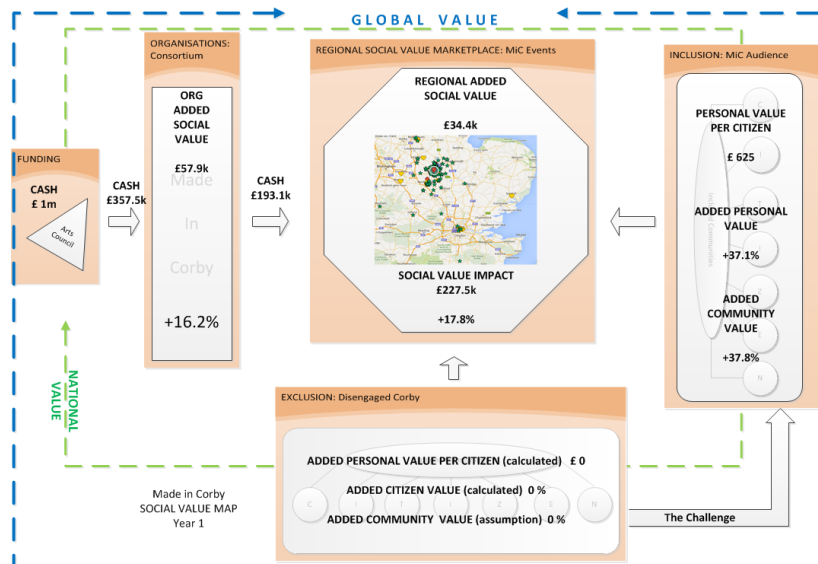 GLOBAL VALUE
ORGANISATIONS:
Consortium
REGIONAL SOCIAL VALUE MARKETPLACE: MiC Events
INCLUSION: MiC Audience
ORG
ADDED
SOCIAL
VALUE
£57.9k
Made
In
Corby
+16.2%
REGIONAL ADDED
SOCIAL VALUE
£34.4k
SOCIAL VALUE IMPACT
£227.5k
+17.8%
PERSONAL VALUE
PER CITIZEN
£ 625
ADDED PERSONAL
VALUE
+37.1%
ADDED
COMMUNITY
VALUE
+37.8%
FUNDING
CASH
£ 1m
Arts
Council
CASH
£357.5k
CASH
£193.1k
NATIONAL
VALUE
EXCLUSION: Disengaged Corby
ADDED PERSONAL VALUE PER CITIZEN (calculated) £ 0
ADDED CITIZEN VALUE (calculated) 0 %
ADDED COMMUNITY VALUE (assumption) 0 %
C I T I Z E N
Made in Corby
SOCIAL VALUE MAP
Year 1
The Challenge